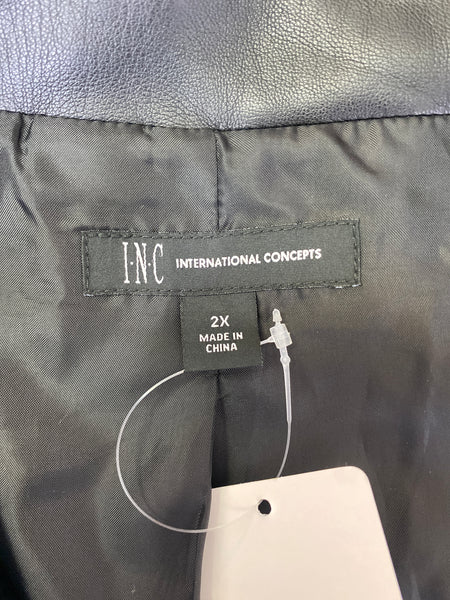 I·N·C INTERNATIONAL CONCEPTS
2X
MADE IN
CHINA